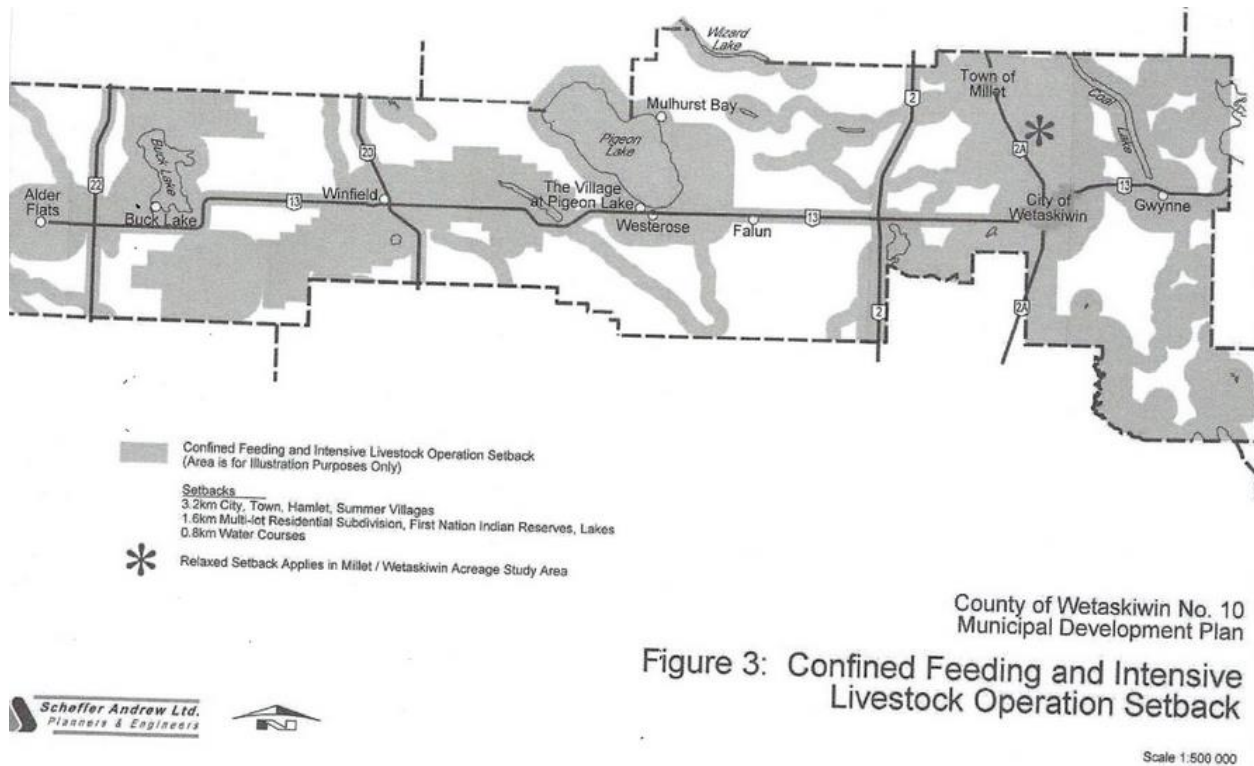 Wizard
Lake
2
Town of
Millet
Coal
Lake
Mulhurst Bay
Pigeon
Lake
2A
Buck Lake
20
22
Alder
Flats
Buck Lake
13
Winfield
The Village
at Pigeon Lake
Westerose
Falun
13
City of
Wetaskiwin
13
Gwynne
2
2A
Confined Feeding and Intensive Livestock Operation Setback
(Area is for Illustration Purposes Only)
Setbacks
3.2km City, Town, Hamlet, Summer Villages
1.6km Multi-lot Residential Subdivision, First Nation Indian Reserves, Lakes
0.8km Water Courses
Relaxed Setback Applies in Millet / Wetaskiwin Acreage Study Area
County of Wetaskiwin No. 10
Municipal Development Plan
Figure 3: Confined Feeding and Intensive
Livestock Operation Setback
Scheffer Andrew Ltd.
Planners & Engineers
N
Scale 1:500 000